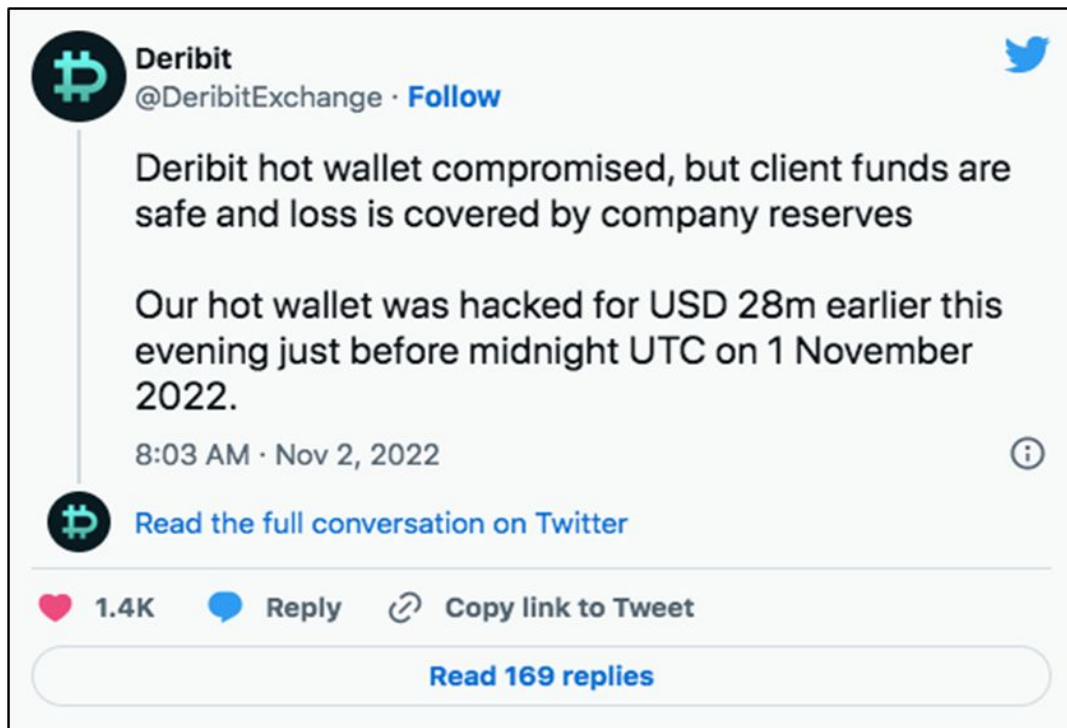 Deribit
@DeribitExchange · Follow
Deribit hot wallet compromised, but client funds are
safe and loss is covered by company reserves
Our hot wallet was hacked for USD 28m earlier this
evening just before midnight UTC on 1 November
2022.
8:03 AM · Nov 2, 2022
Read the full conversation on Twitter
1.4K Reply Copy link to Tweet
Read 169 replies